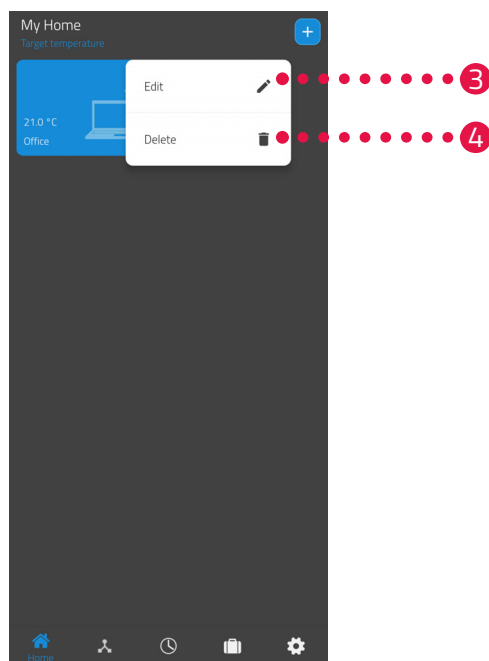 My Home
Target temperature
+
Edit
3
21.0 °C
Office
Delete
4
Home